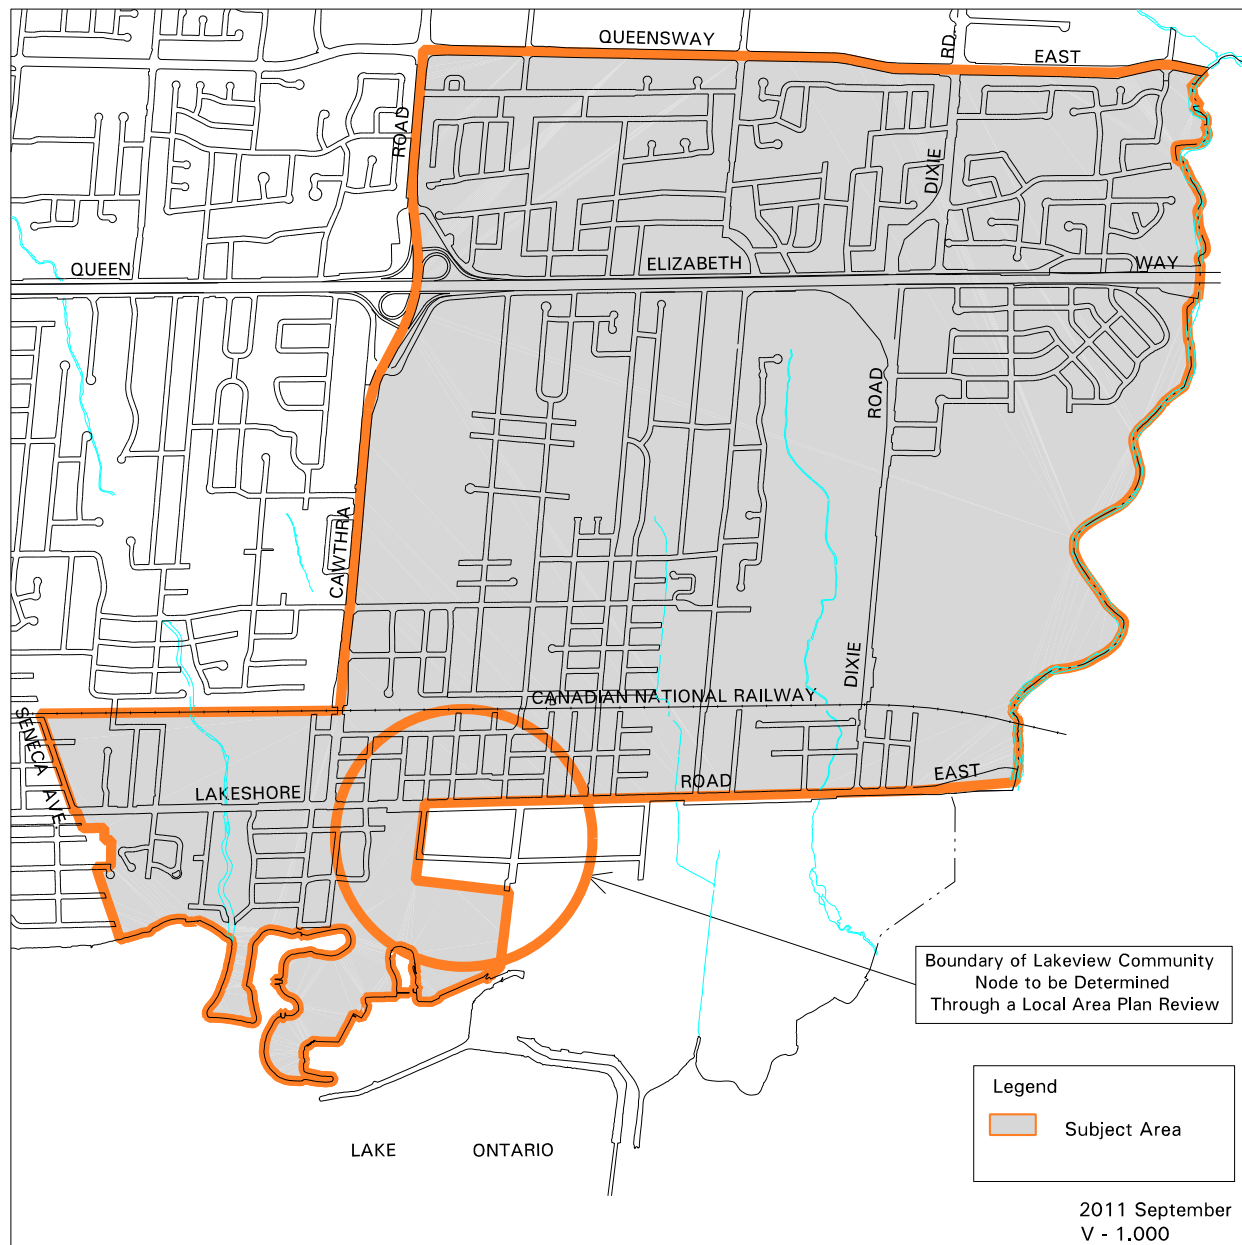 QUEENSWAY
EAST
RD.
ROAD
DIXIE
QUEEN
ELIZABETH
WAY
ROAD
CAWTHRA
DIXIE
CANADIAN NATIONAL RAILWAY
SENECA AVE.
LAKESHORE
ROAD
EAST
Boundary of Lakeview Community
Node to be Determined
Through a Local Area Plan Review
Legend
Subject Area
LAKE ONTARIO
2011 September
V - 1.000